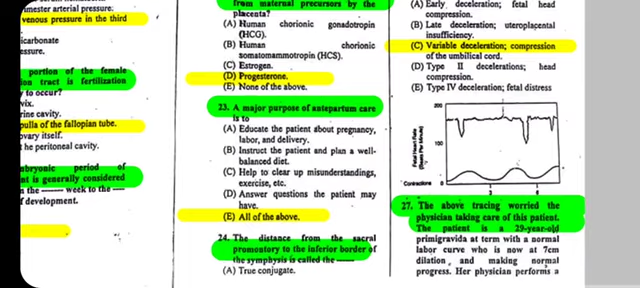 imester arterial pressure.
venous pressure in the third
icarbonate
essure.
portion of the female
ion tract is fertilization
y to occur?
vix.
rine cavity.
pulla of the fallopian tube.
ovary itself.
he peritoneal cavity.
mbryonic period of
nt is generally considered
n the —— week to the —
f development.
from maternal precursors by the
placenta?
(A) Human chorionic gonadotropin
(HCG).
(B) Human chorionic
somatomammotropin (HCS).
(C) Estrogen.
(D) Progesterone.
(E) None of the above.
23. A major purpose of antepartum care
is to
(A) Educate the patient about pregnancy,
labor, and delivery.
(B) Instruct the patient and plan a well-
balanced diet.
(C) Help to clear up misunderstandings,
exercise, etc.
(D) Answer questions the patient may
have.
(E) All of the above.
24. The distance from the sacral
promontory to the inferior border of
the symphysis is called the ——
(A) True conjugate.
(A) Early deceleration; fetal head
compression.
(B) Late deceleration; uteroplacental
insufficiency.
(C) Variable deceleration; compression
of the umbilical cord.
(D) Type II decelerations; head
compression.
(E) Type IV deceleration; fetal distress
200
100
0
Fetal Heart Rate
(Beats Per Minute)
Contractions
27. The above tracing worried the
physician taking care of this patient.
The patient is a 29-year-old
primigravida at term with a normal
labor curve who is now at 7cm
dilation, and making normal
progress. Her physician performs a